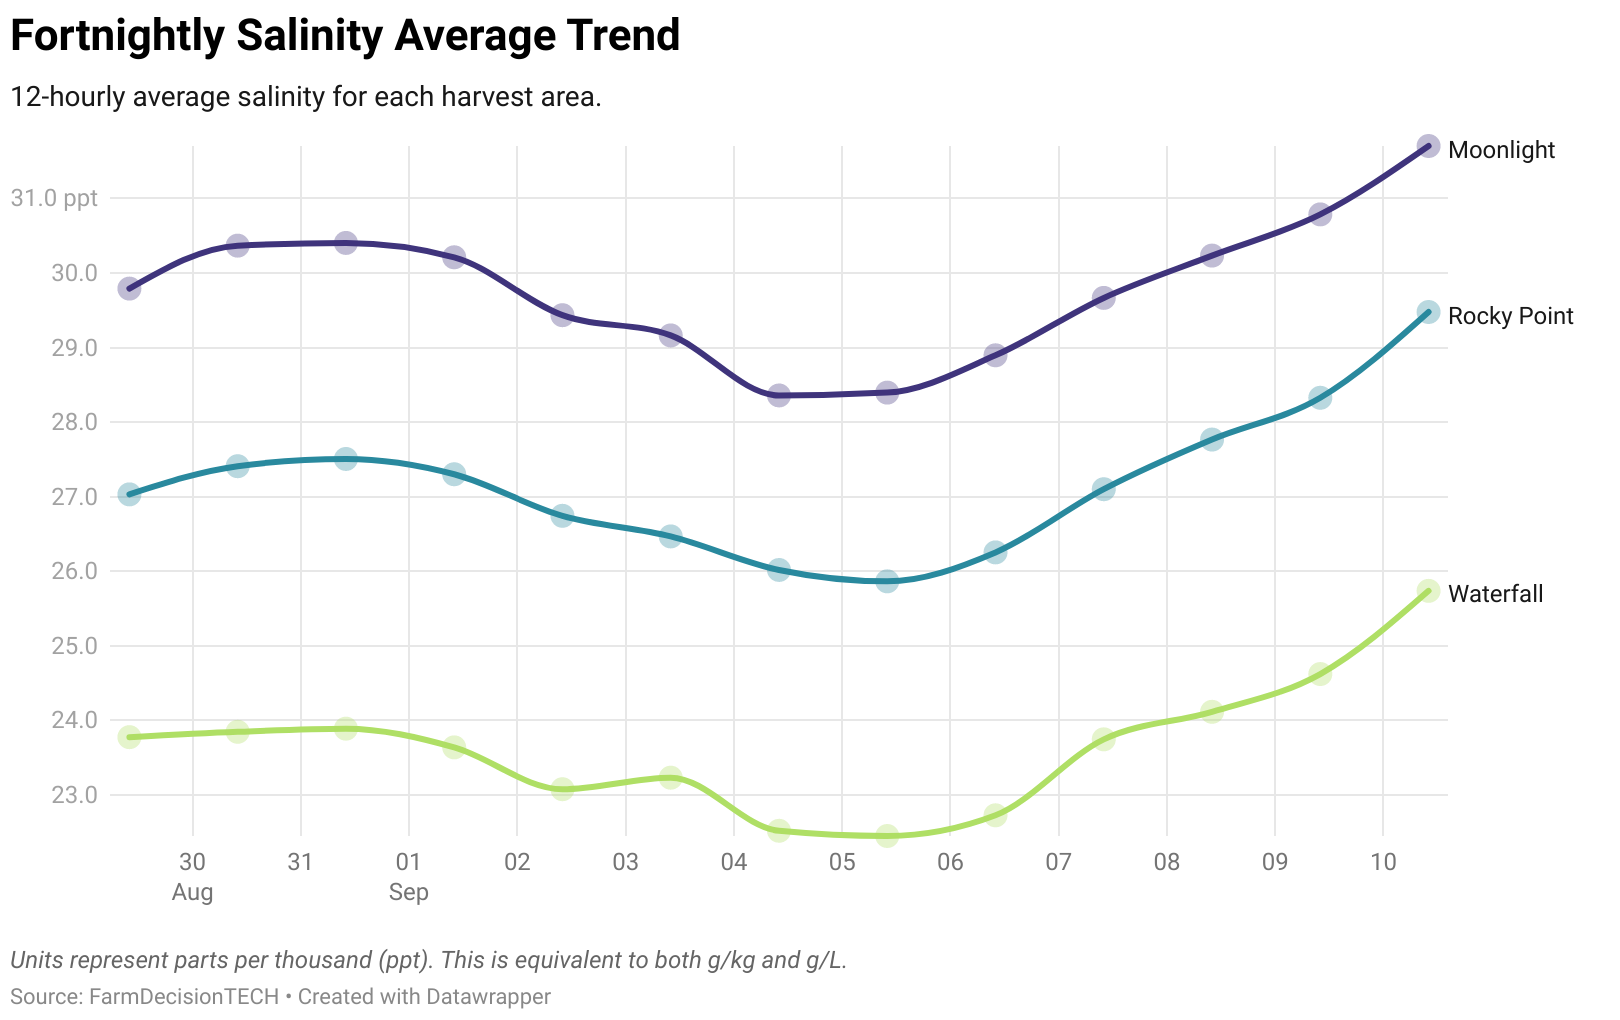 Fortnightly Salinity Average Trend
12-hourly average salinity for each harvest area.
Moonlight
31.0 ppt
30.0
Rocky Point
29.0
28.0
27.0
26.0
Waterfall
25.0
24.0
23.0
30 31 01 02 03 04 05 06 07 08 09 10
Aug Sep
Units represent parts per thousand (ppt). This is equivalent to both g/kg and g/L.
Source: FarmDecisionTECH • Created with Datawrapper